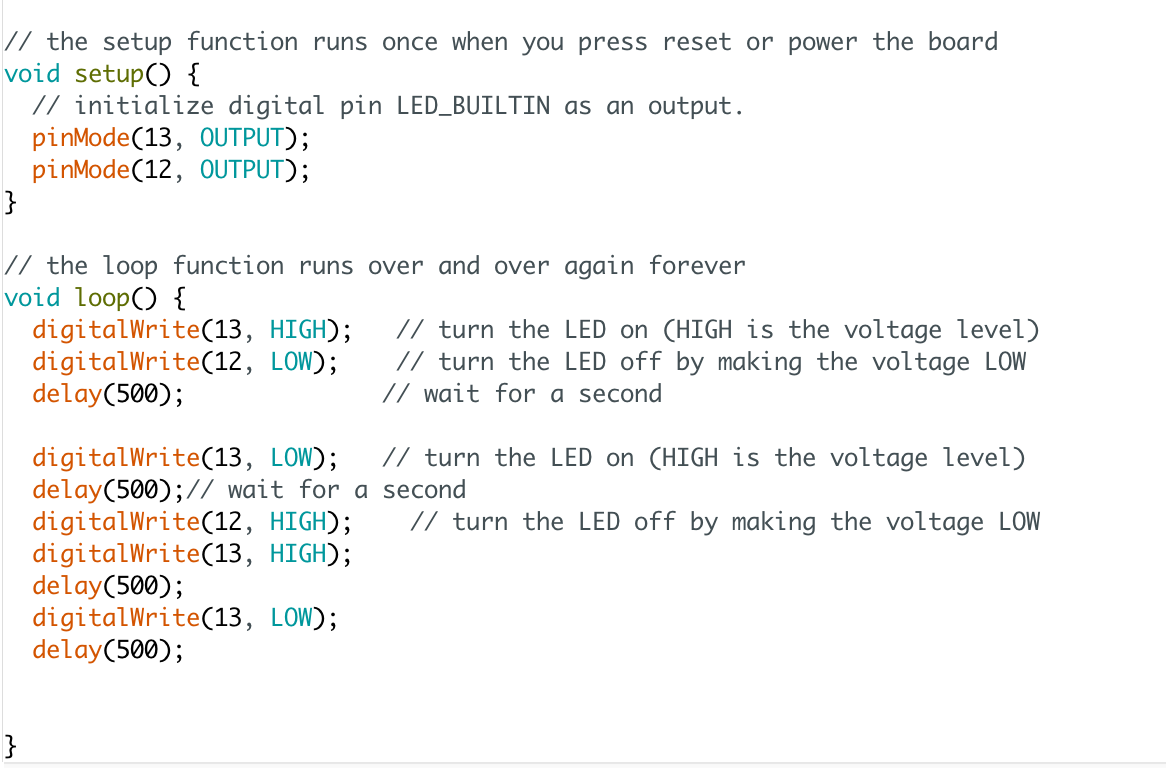 // the setup function runs once when you press reset or power the board
void setup() {
  // initialize digital pin LED_BUILTIN as an output.
  pinMode(13, OUTPUT);
  pinMode(12, OUTPUT);
}
// the loop function runs over and over again forever
void loop() {
  digitalWrite(13, HIGH);   // turn the LED on (HIGH is the voltage level)
  digitalWrite(12, LOW);    // turn the LED off by making the voltage LOW
  delay(500);              // wait for a second
  digitalWrite(13, LOW);   // turn the LED on (HIGH is the voltage level)
  delay(500);// wait for a second
  digitalWrite(12, HIGH);    // turn the LED off by making the voltage LOW
  digitalWrite(13, HIGH);
  delay(500);
  digitalWrite(13, LOW);
  delay(500);
}